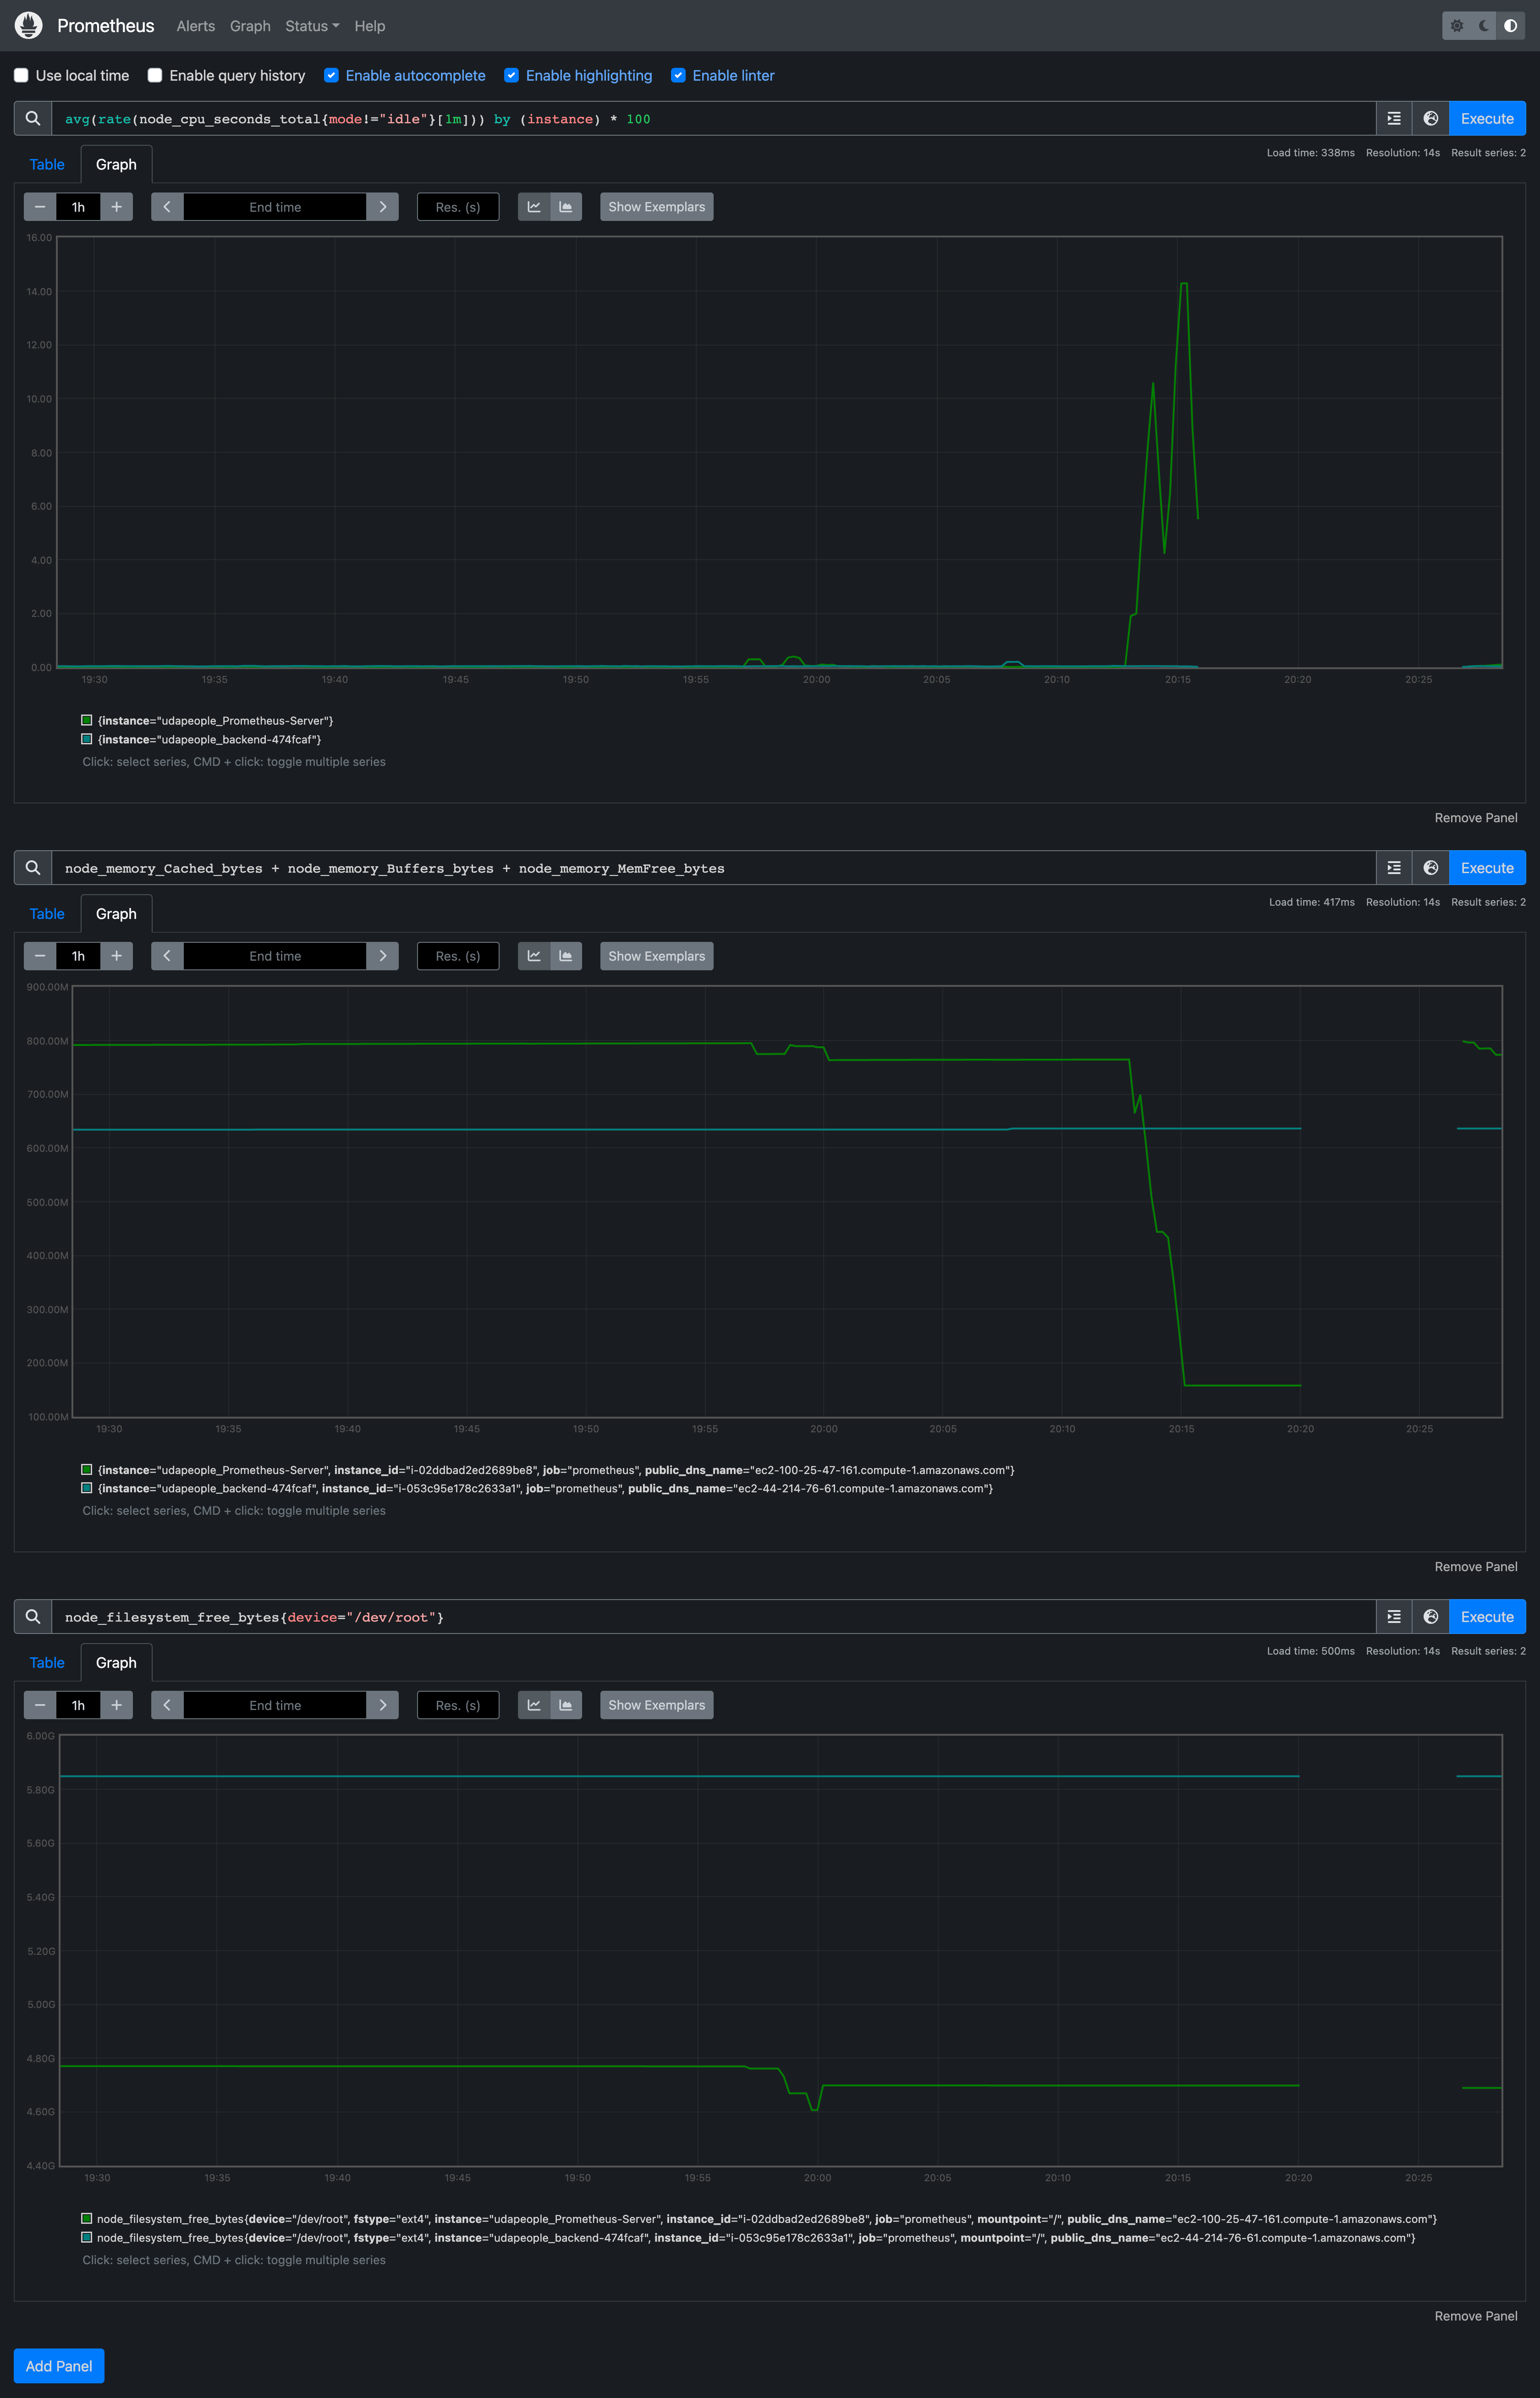 Prometheus Alerts Graph Status Help
Use local time Enable query history Enable autocomplete Enable highlighting Enable linter
avg(rate(node_cpu_seconds_total{mode!="idle"}[1m])) by (instance) * 100 Execute
Table Graph Load time: 338ms Resolution: 14s Result series: 2
1h End time Res. (s) Show Exemplars
16.00
14.00
12.00
10.00
8.00
6.00
4.00
2.00
0.00
19:30 19:35 19:40 19:45 19:50 19:55 20:00 20:05 20:10 20:15 20:20 20:25
{instance="udapeople_Prometheus-Server"}
{instance="udapeople_backend-474fcaf"}
Click: select series, CMD + click: toggle multiple series
Remove Panel
node_memory_Cached_bytes + node_memory_Buffers_bytes + node_memory_MemFree_bytes Execute
Table Graph Load time: 417ms Resolution: 14s Result series: 2
1h End time Res. (s) Show Exemplars
900.00M
800.00M
700.00M
600.00M
500.00M
400.00M
300.00M
200.00M
100.00M
19:30 19:35 19:40 19:45 19:50 19:55 20:00 20:05 20:10 20:15 20:20 20:25
{instance="udapeople_Prometheus-Server", instance_id="i-02ddbad2ed2689be8", job="prometheus", public_dns_name="ec2-100-25-47-161.compute-1.amazonaws.com"}
{instance="udapeople_backend-474fcaf", instance_id="i-053c95e178c2633a1", job="prometheus", public_dns_name="ec2-44-214-76-61.compute-1.amazonaws.com"}
Click: select series, CMD + click: toggle multiple series
Remove Panel
node_filesystem_free_bytes{device="/dev/root"} Execute
Table Graph Load time: 500ms Resolution: 14s Result series: 2
1h End time Res. (s) Show Exemplars
6.00G
5.80G
5.60G
5.40G
5.20G
5.00G
4.80G
4.60G
4.40G
19:30 19:35 19:40 19:45 19:50 19:55 20:00 20:05 20:10 20:15 20:20 20:25
node_filesystem_free_bytes{device="/dev/root", fstype="ext4", instance="udapeople_Prometheus-Server", instance_id="i-02ddbad2ed2689be8", job="prometheus", mountpoint="/", public_dns_name="ec2-100-25-47-161.compute-1.amazonaws.com"}
node_filesystem_free_bytes{device="/dev/root", fstype="ext4", instance="udapeople_backend-474fcaf", instance_id="i-053c95e178c2633a1", job="prometheus", mountpoint="/", public_dns_name="ec2-44-214-76-61.compute-1.amazonaws.com"}
Click: select series, CMD + click: toggle multiple series
Remove Panel
Add Panel